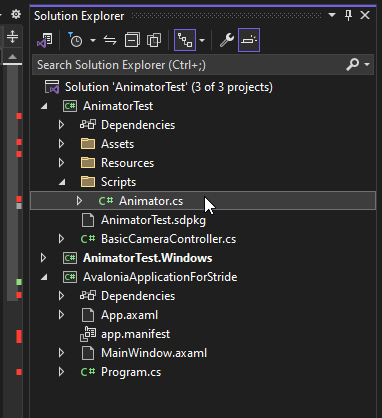 Solution Explorer
Search Solution Explorer (Ctrl+;)
Solution 'AnimatorTest' (3 of 3 projects)
C# AnimatorTest
Dependencies
Assets
Resources
Scripts
C# Animator.cs
AnimatorTest.sdpkg
C# BasicCameraController.cs
C# AnimatorTest.Windows
C# AvaloniaApplicationForStride
Dependencies
App.axaml
app.manifest
MainWindow.axaml
C# Program.cs